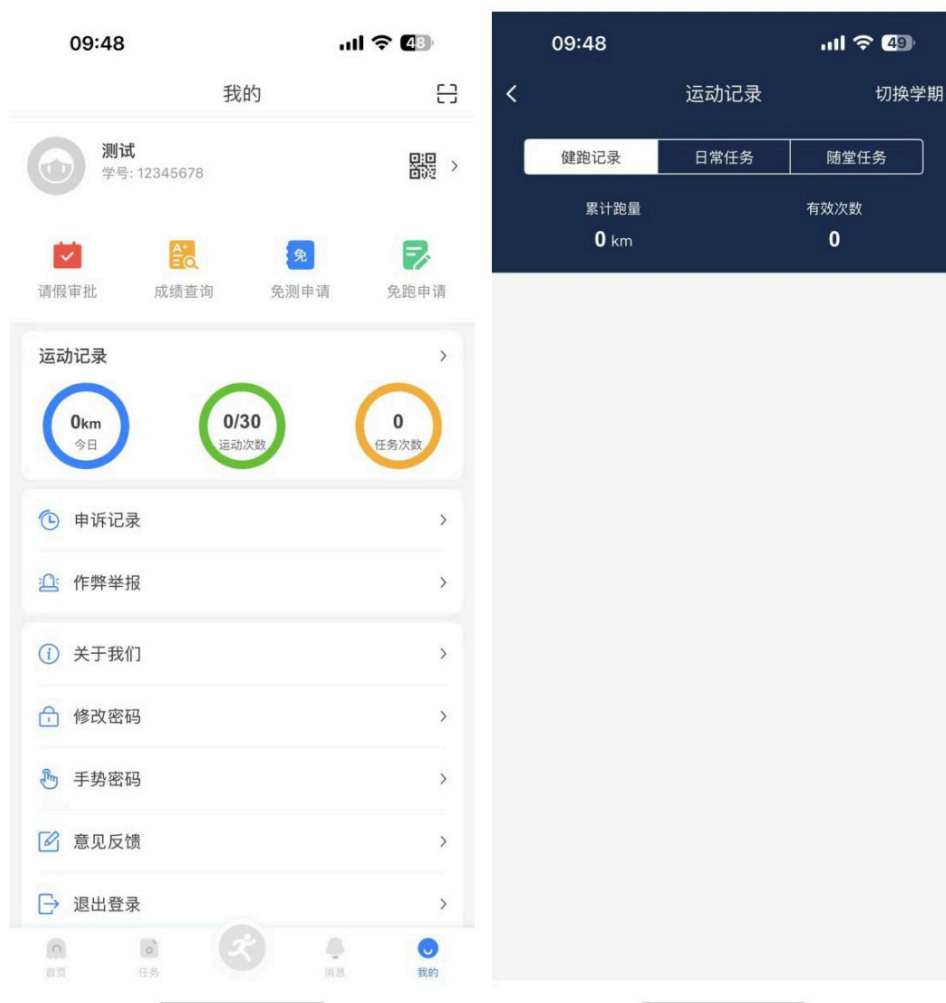 09:48
48
我的
测试
学号: 12345678
请假审批
A+
成绩查询
免
免测申请
免跑申请
运动记录
0km
今日
0/30
运动次数
0
任务次数
申诉记录
作弊举报
关于我们
修改密码
手势密码
意见反馈
退出登录
首页
任务
消息
我的
09:48
49
运动记录
切换学期
健跑记录
日常任务
随堂任务
累计跑量
0 km
有效次数
0